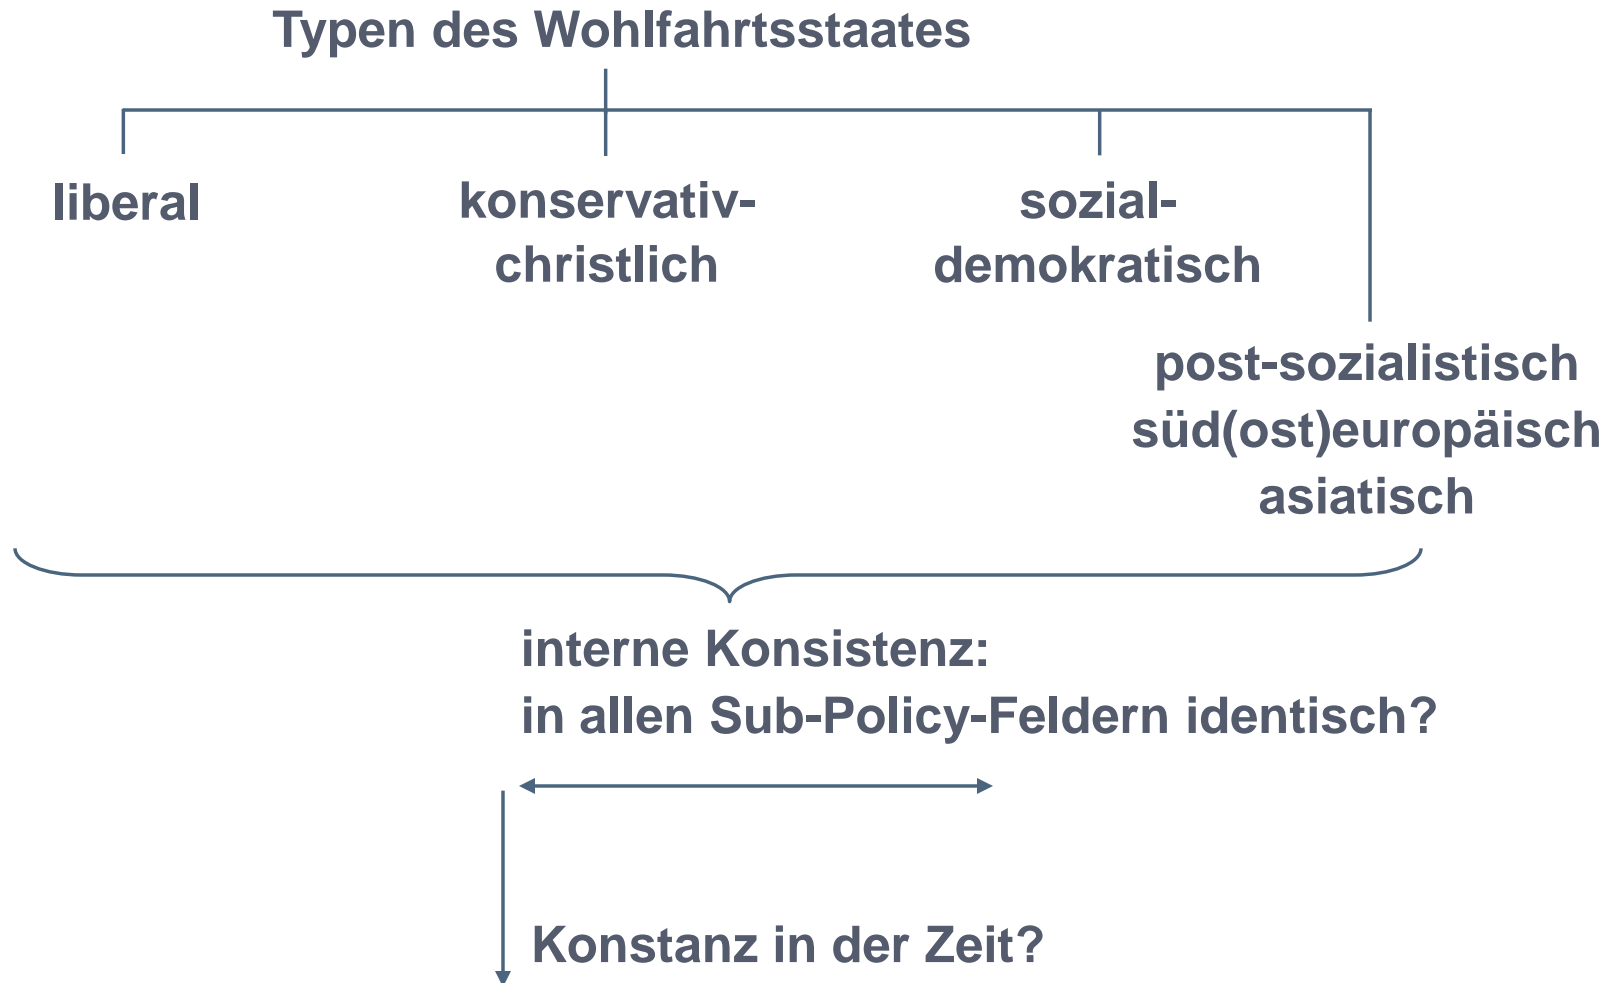 Typen des Wohlfahrtsstaates
liberal
konservativ-
christlich
sozial-
demokratisch
post-sozialistisch
süd(ost)europäisch
asiatisch
interne Konsistenz:
in allen Sub-Policy-Feldern identisch?
Konstanz in der Zeit?